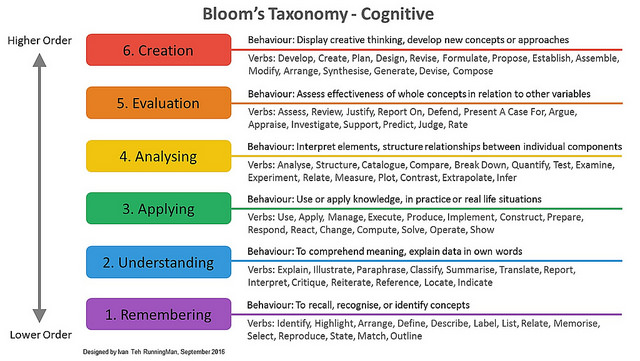 Bloom's Taxonomy - Cognitive
Higher Order
6. Creation
Behaviour: Display creative thinking, develop new concepts or approaches
Verbs: Develop, Create, Plan, Design, Revise, Formulate, Propose, Establish, Assemble,
Modify, Arrange, Synthesise, Generate, Devise, Compose
5. Evaluation
Behaviour: Assess effectiveness of whole concepts in relation to other variables
Verbs: Assess, Review, Justify, Report On, Defend, Present A Case For, Argue,
Appraise, Investigate, Support, Predict, Judge, Rate
4. Analysing
Behaviour: Interpret elements, structure relationships between individual components
Verbs: Analyse, Structure, Catalogue, Compare, Break Down, Quantify, Test, Examine,
Experiment, Relate, Measure, Plot, Contrast, Extrapolate, Infer
3. Applying
Behaviour: Use or apply knowledge, in practice or real life situations
Verbs: Use, Apply, Manage, Execute, Produce, Implement, Construct, Prepare,
Respond, React, Change, Compute, Solve, Operate, Show
2. Understanding
Behaviour: To comprehend meaning, explain data in own words
Verbs: Explain, Illustrate, Paraphrase, Classify, Summarise, Translate, Report,
Interpret, Critique, Reiterate, Reference, Locate, Indicate
1. Remembering
Behaviour: To recall, recognise, or identify concepts
Verbs: Identify, Highlight, Arrange, Define, Describe, Label, List, Relate, Memorise,
Select, Reproduce, State, Match, Outline
Lower Order
Designed by Ivan Teh RunningMan, September 2015